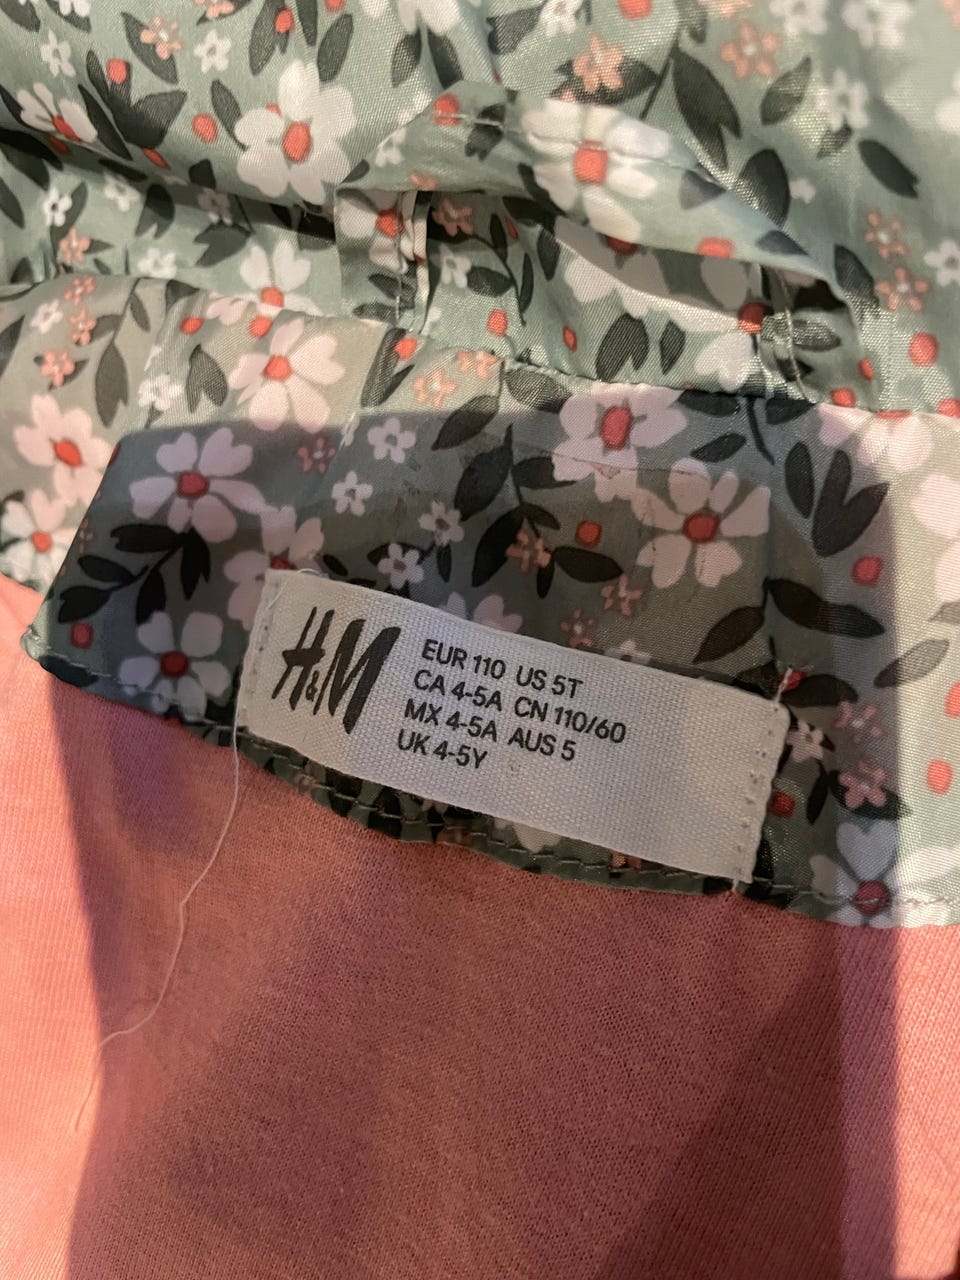 H&M
EUR 110 US 5T
CA 4-5A CN 110/60
MX 4-5A AUS 5
UK 4-5Y